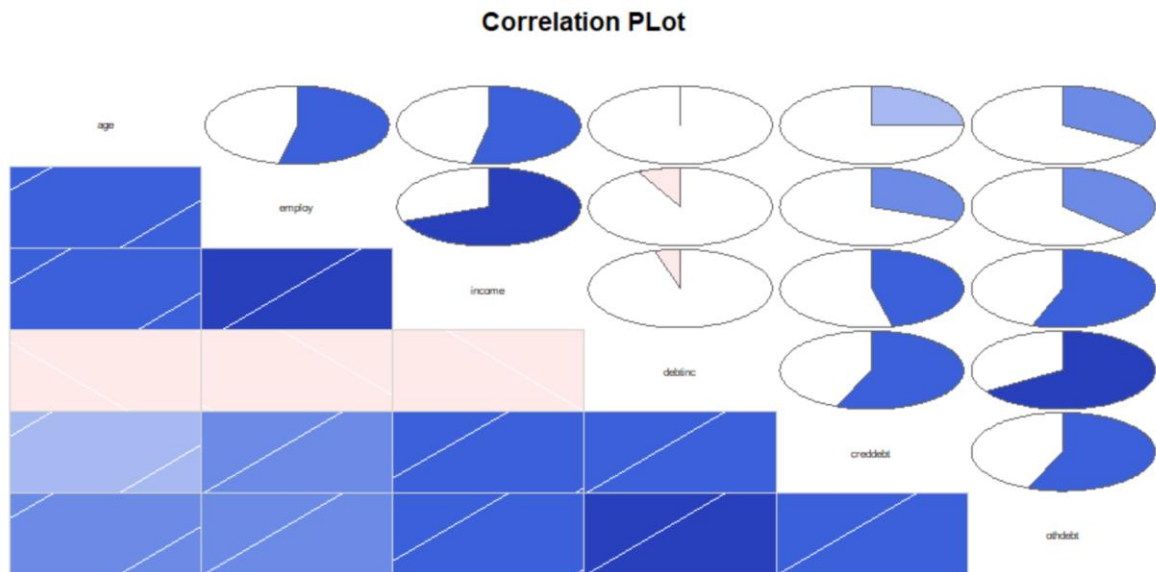 Correlation PLot
age
employ
income
debtinc
creddebt
othdebt